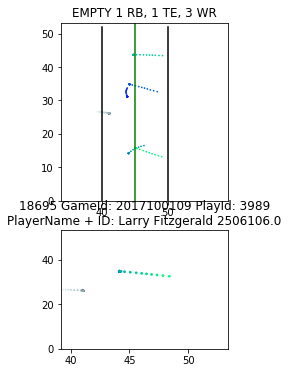 EMPTY 1 RB, 1 TE, 3 WR
50
40
30
20
10
0
40 50
18695 GameId: 2017100109 PlayId: 3989
PlayerName + ID: Larry Fitzgerald 2506106.0
40
20
0
40 45 50